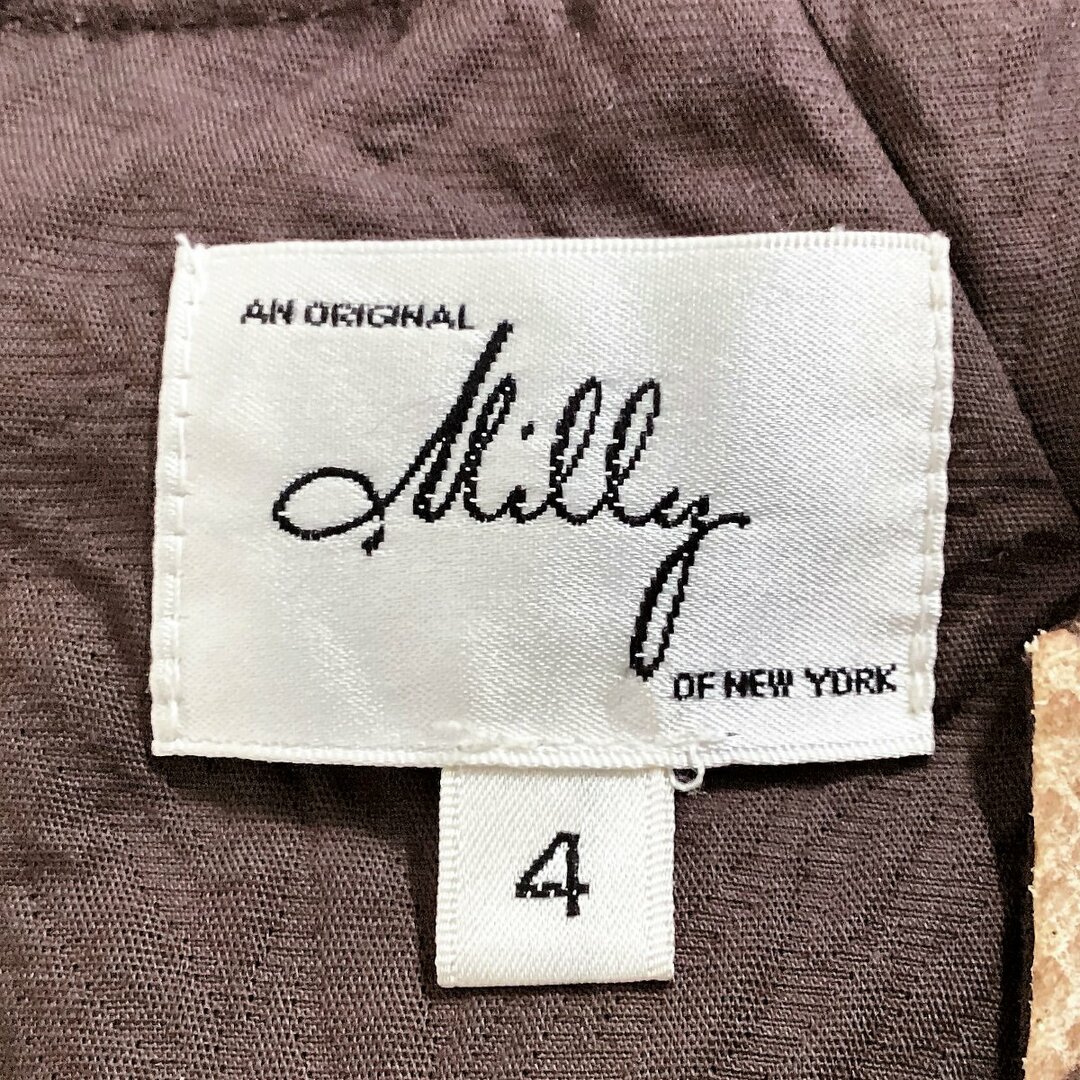 AN ORIGINAL
Milly
OF NEW YORK
4